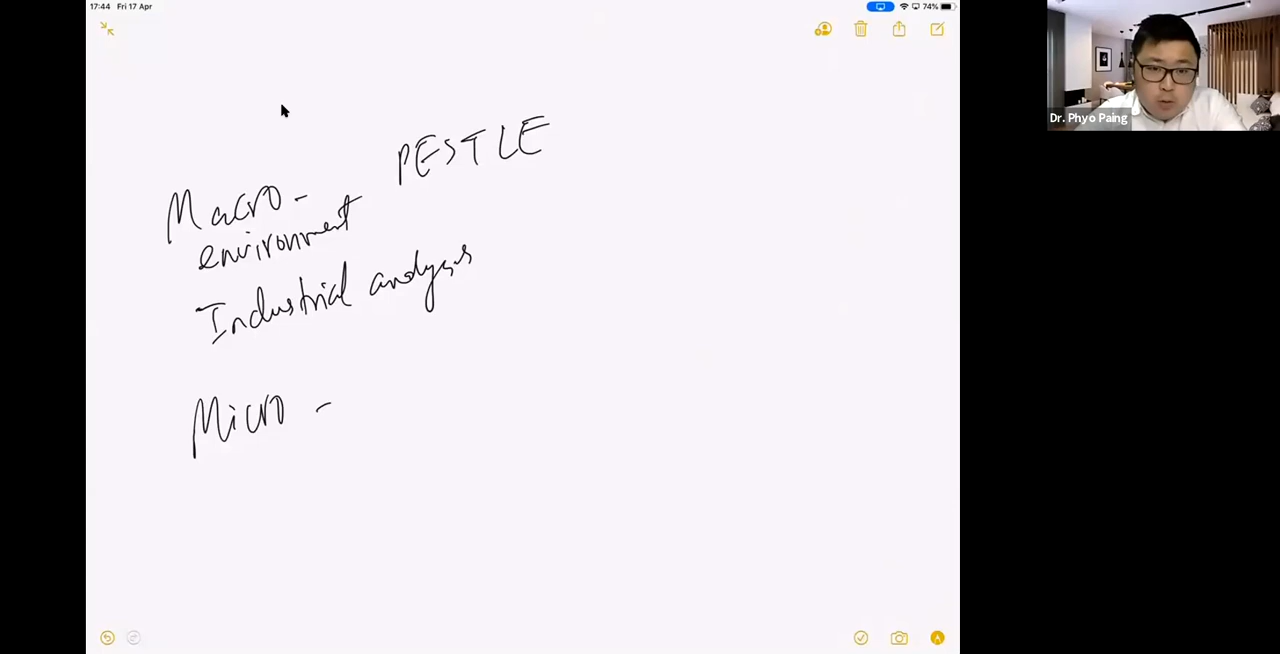 17:44 Fri 17 Apr 74%
Dr. Phyo Paing
PESTLE
Macro-
environment
Industrial analysis
Micro -